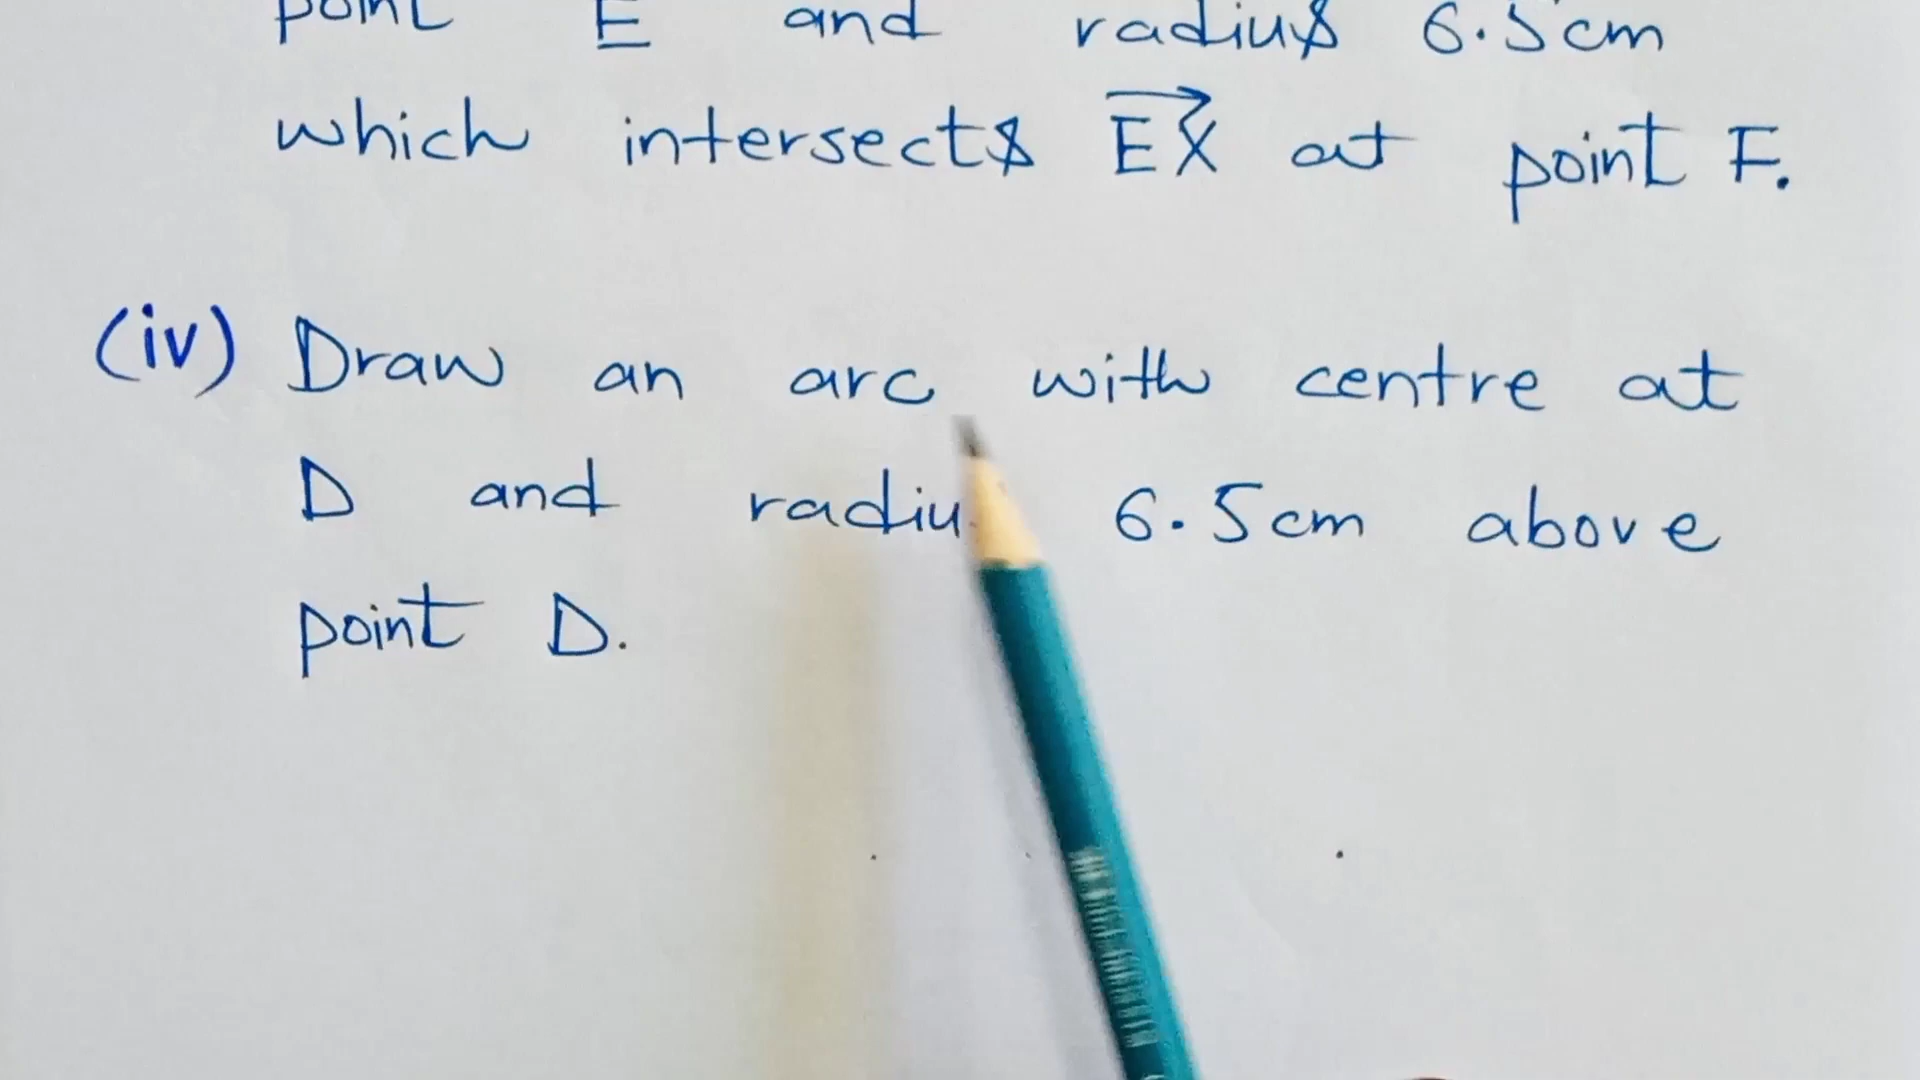 point E and radius 6.5cm
which intersects EX at point F.
(iv) Draw an arc with centre at
D and radiu 6.5cm above
point D.